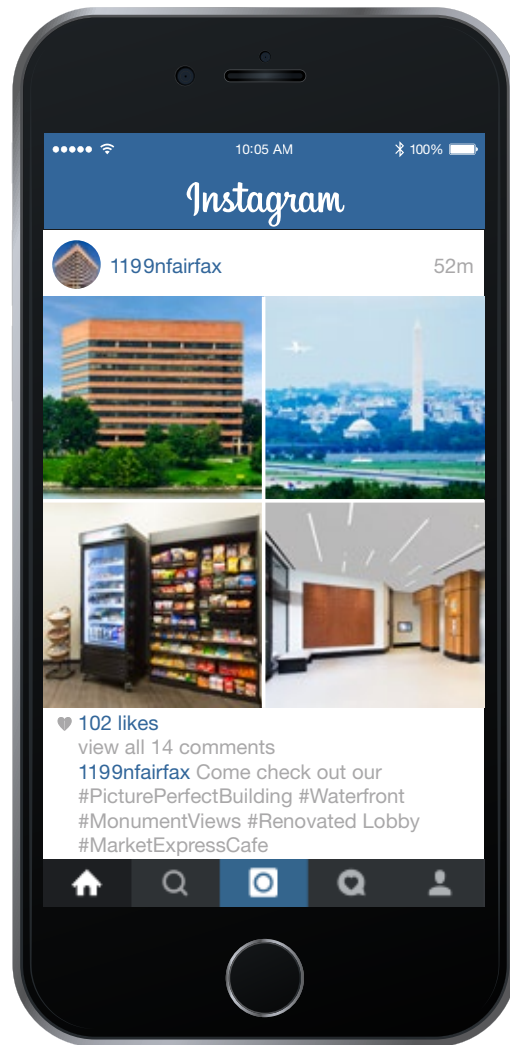 10:05 AM 100%
Instagram
1199nfairfax 52m
102 likes
view all 14 comments
1199nfairfax Come check out our
#PicturePerfectBuilding #Waterfront
#MonumentViews #Renovated Lobby
#MarketExpressCafe